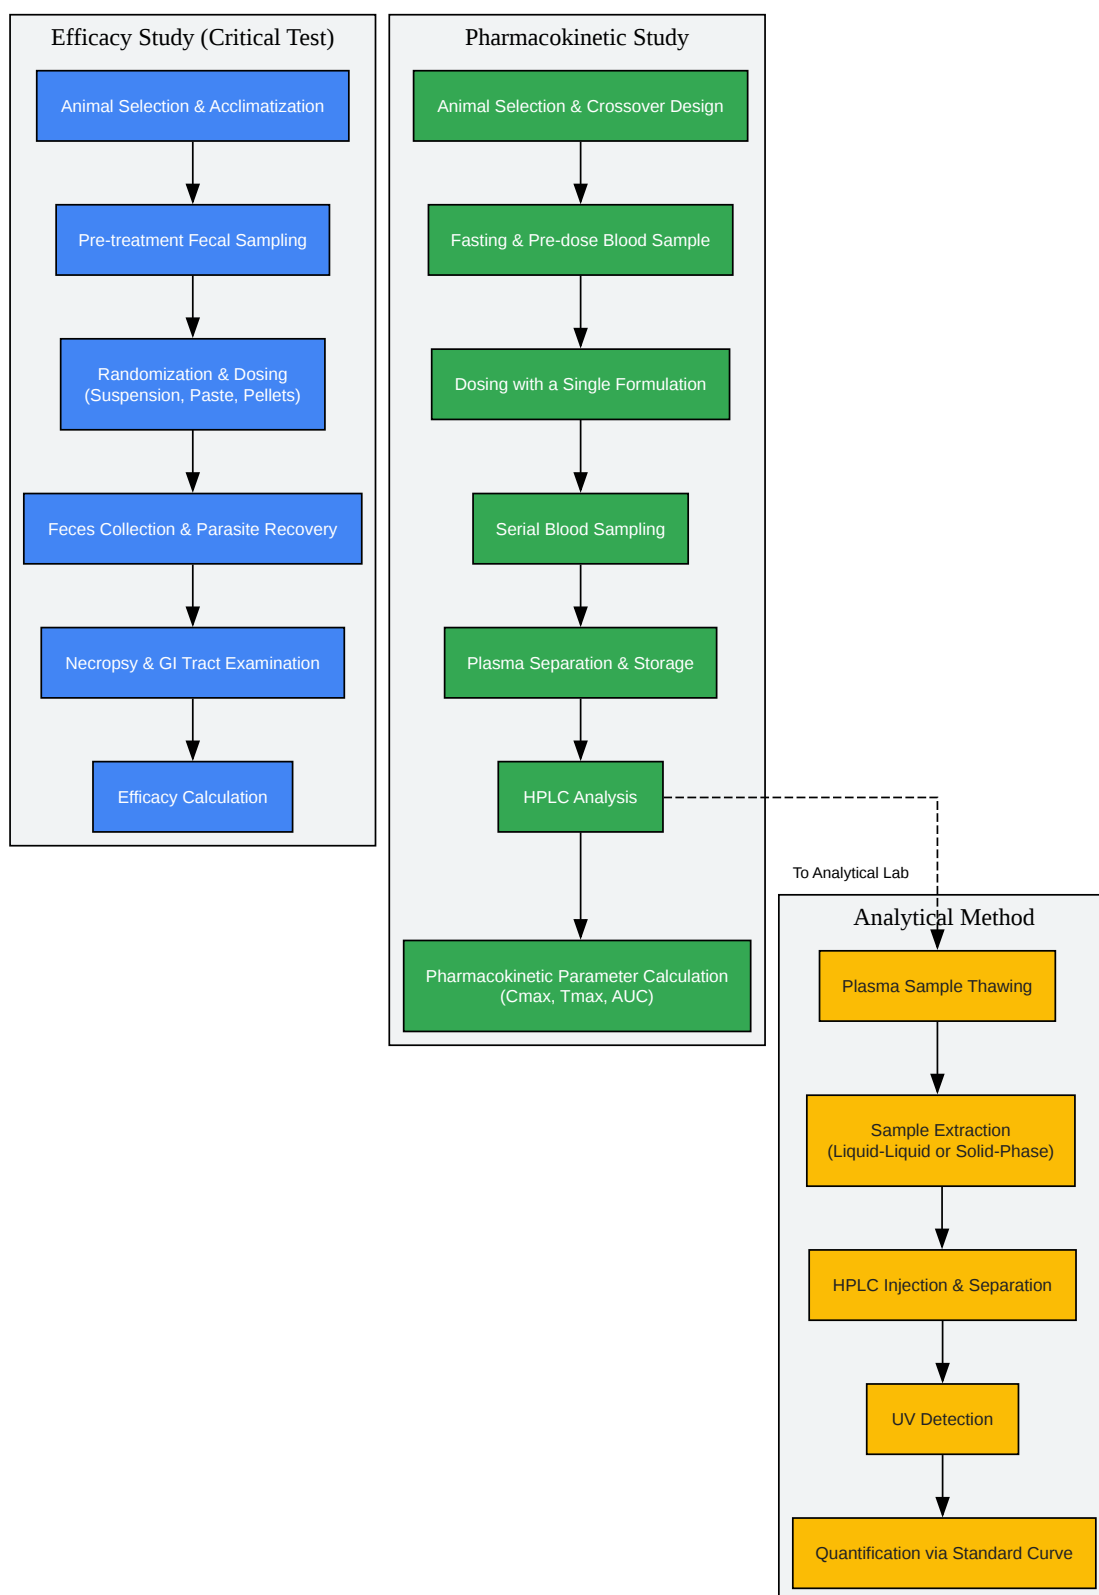 Efficacy Study (Critical Test)
Animal Selection & Acclimatization
Pre-treatment Fecal Sampling
Randomization & Dosing
(Suspension, Paste, Pellets)
Feces Collection & Parasite Recovery
Necropsy & GI Tract Examination
Efficacy Calculation
Pharmacokinetic Study
Animal Selection & Crossover Design
Fasting & Pre-dose Blood Sample
Dosing with a Single Formulation
Serial Blood Sampling
Plasma Separation & Storage
HPLC Analysis
Pharmacokinetic Parameter Calculation
(Cmax, Tmax, AUC)
To Analytical Lab
Analytical Method
Plasma Sample Thawing
Sample Extraction
(Liquid-Liquid or Solid-Phase)
HPLC Injection & Separation
UV Detection
Quantification via Standard Curve